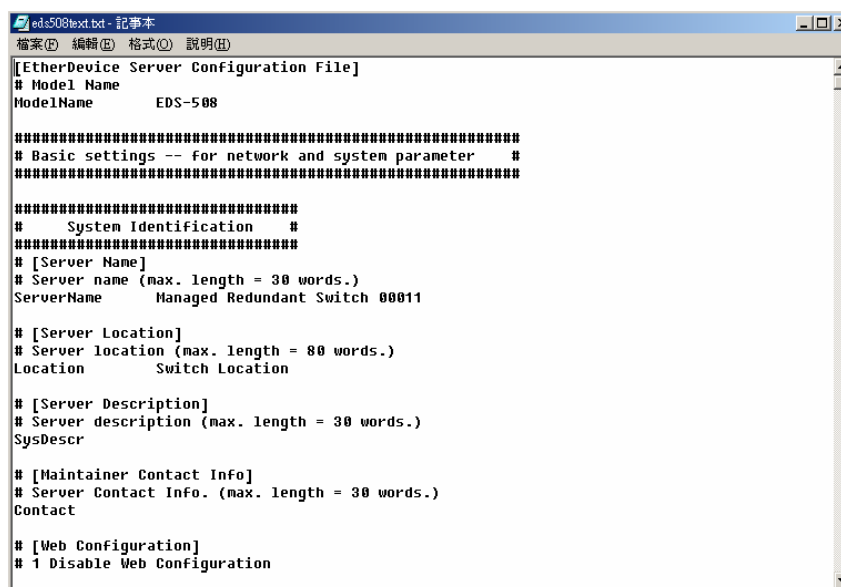 eds508text.txt - 記事本
檔案(F) 編輯(E) 格式(O) 說明(H)
[EtherDevice Server Configuration File]
# Model Name
ModelName EDS-508
#########################################################
# Basic settings -- for network and system parameter #
#########################################################
################################
# System Identification #
################################
# [Server Name]
# Server name (max. length = 30 words.)
ServerName Managed Redundant Switch 00011
# [Server Location]
# Server location (max. length = 80 words.)
Location Switch Location
# [Server Description]
# Server description (max. length = 30 words.)
SysDescr
# [Maintainer Contact Info]
# Server Contact Info. (max. length = 30 words.)
Contact
# [Web Configuration]
# 1 Disable Web Configuration